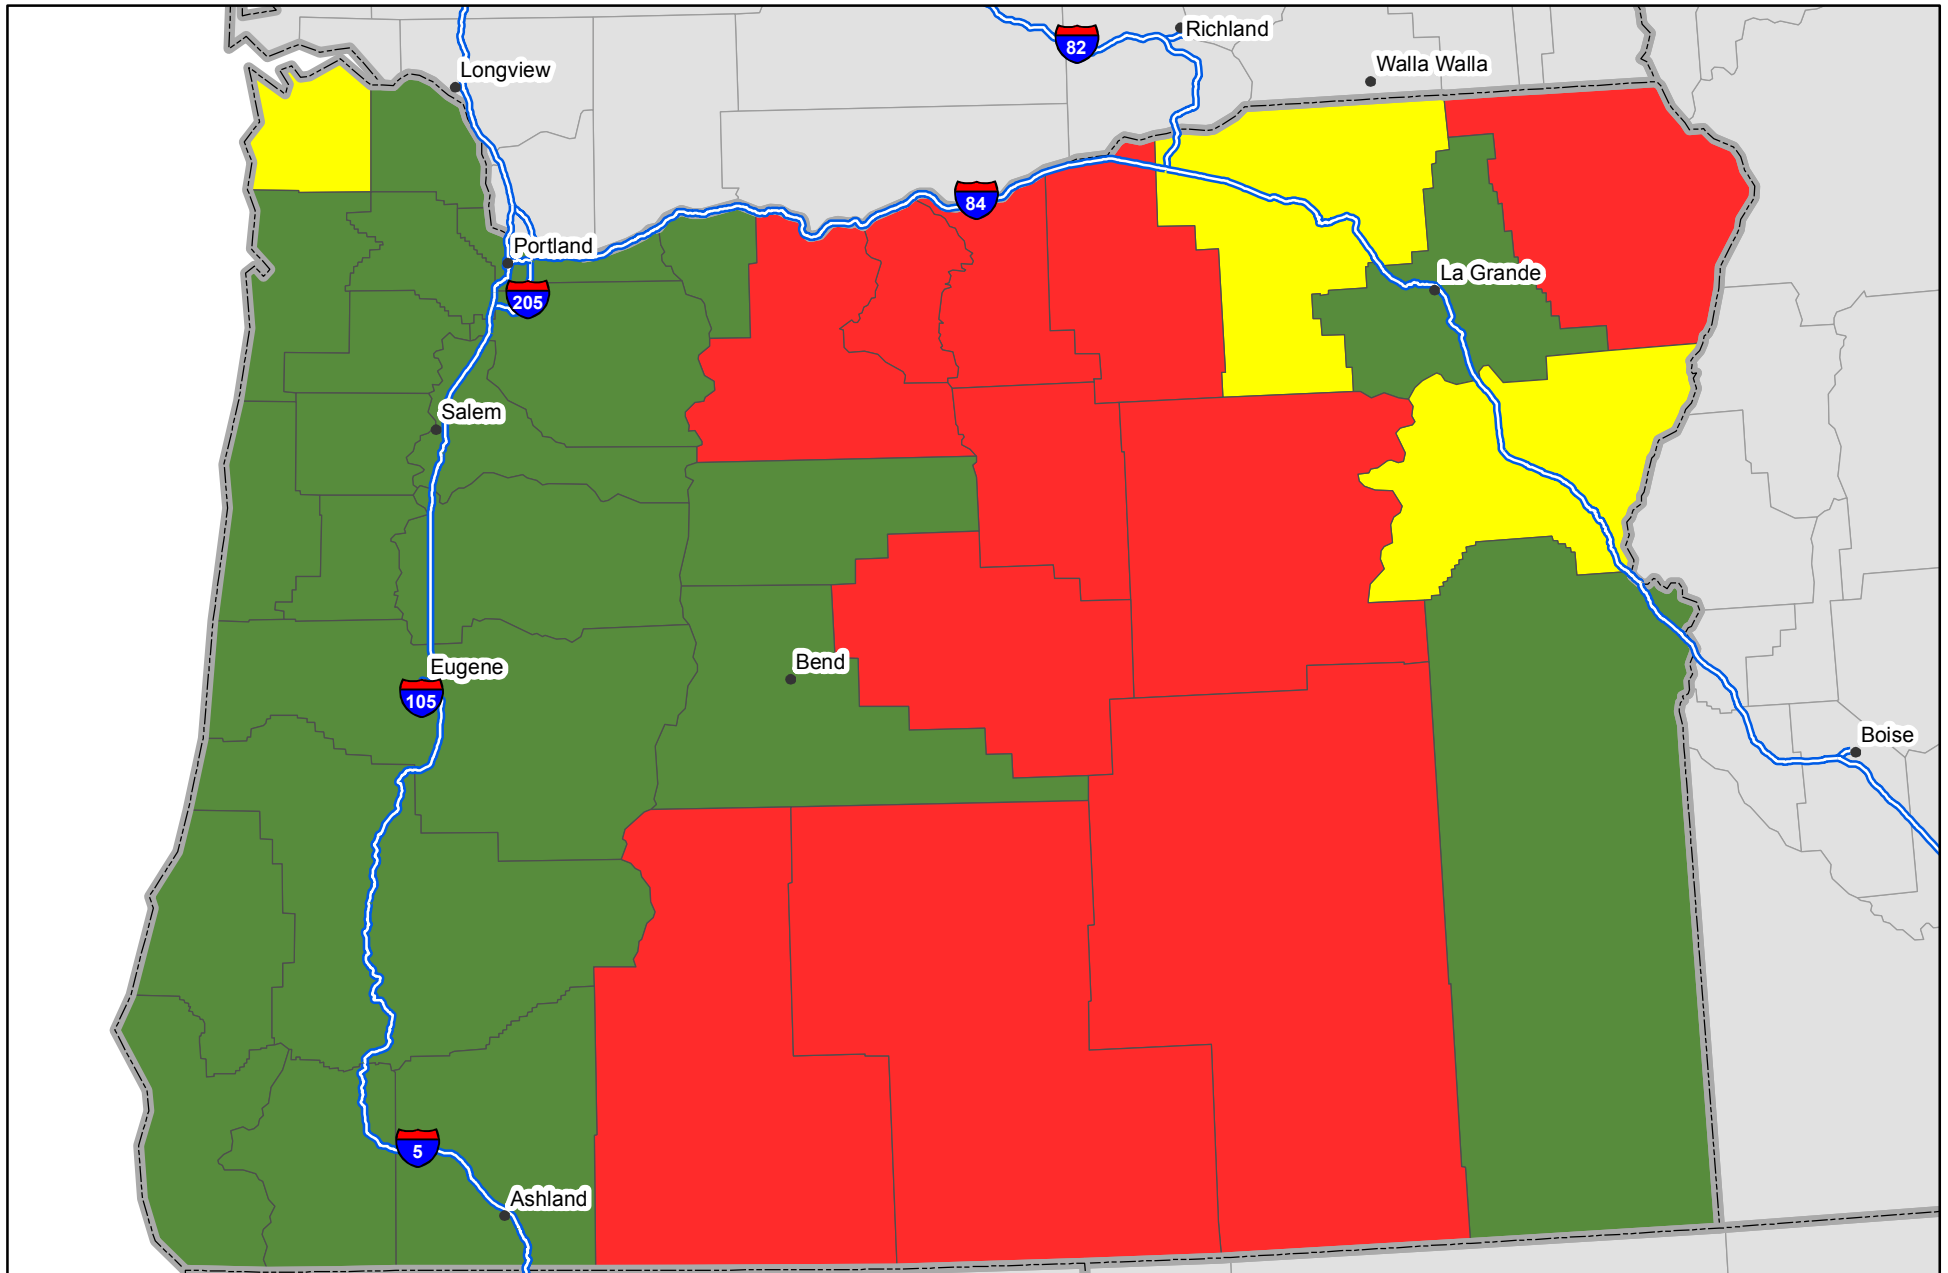 Richland
82
Walla Walla
Longview
84
Portland
La Grande
205
Salem
Eugene
105
Bend
Boise
5
Ashland